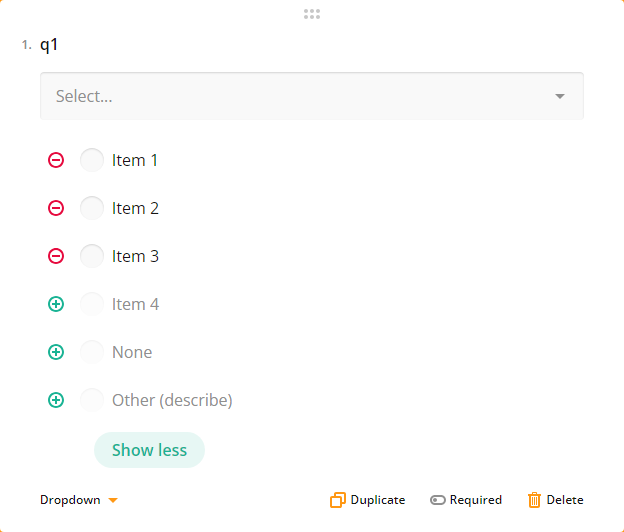 1. q1
Select...
Item 1
Item 2
Item 3
Item 4
None
Other (describe)
Show less
Dropdown Duplicate Required Delete